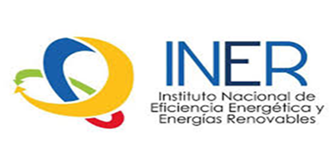 INER
Instituto Nacional de
Eficiencia Energética y
Energías Renovables